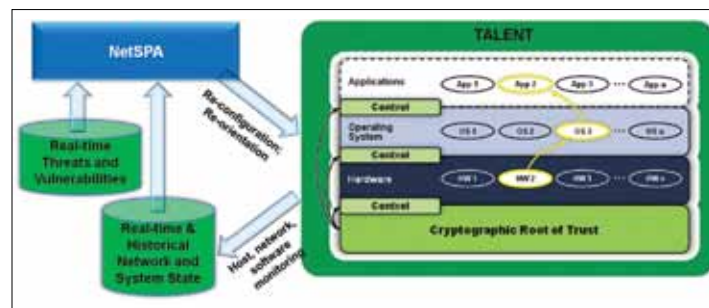 NetSPA
Re-configuration;
Re-orientation
Real-time
Threats and
Vulnerabilities
Real-time &
Historical
Network and
System State
Host, network,
software
monitoring
TALENT
Applications
App 1 App 2 App 3 ... App n
Control
Operating
System
OS 1 OS 2 OS 3 ... OS n
Control
Hardware
HW 1 HW 2 HW 3 ... HW n
Control
Cryptographic Root of Trust